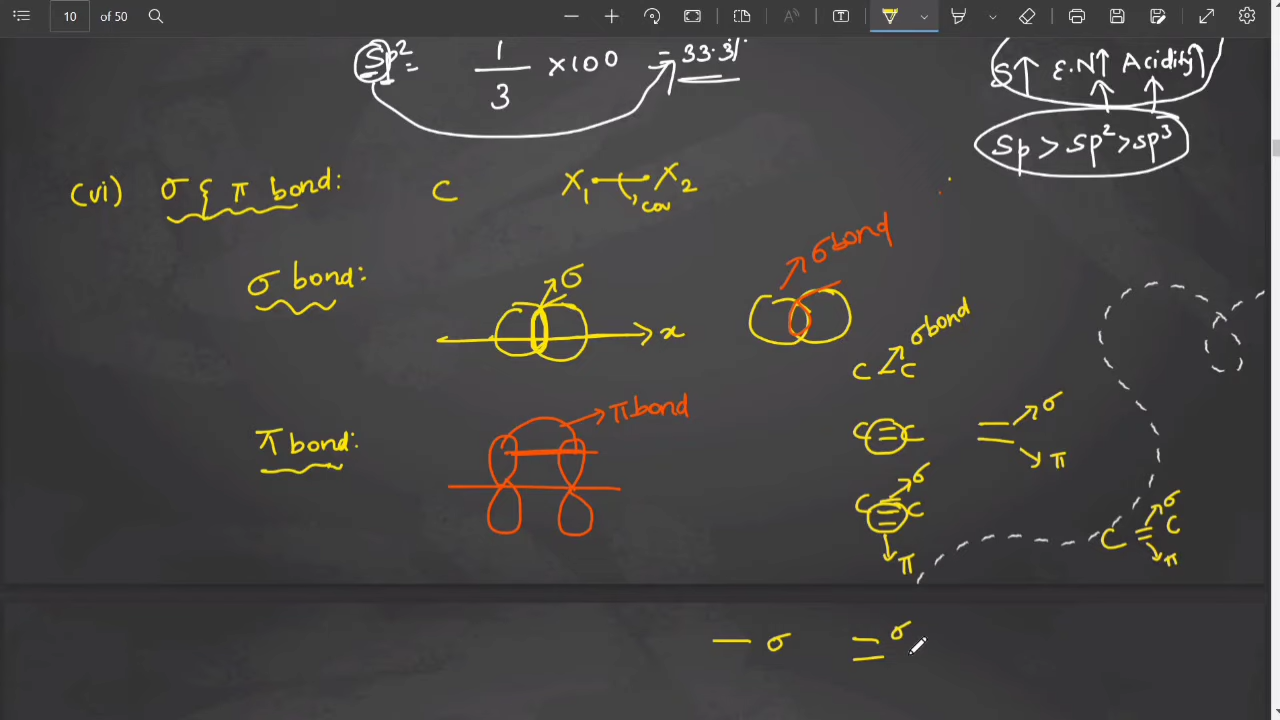 10 of 50
Sp² = 1/3 ×100 = 33.3%
S↑ E.N↑ Acidity↑
Sp > Sp² > sp³
(vi) σ { π bond:
C X₁ — X₂
cov
σ bond:
σ
x
σ bond
C — C σ bond
C = C
= σ
π
π bond:
π bond
C ≡ C σ
π
C = C σ
π
— σ = σ